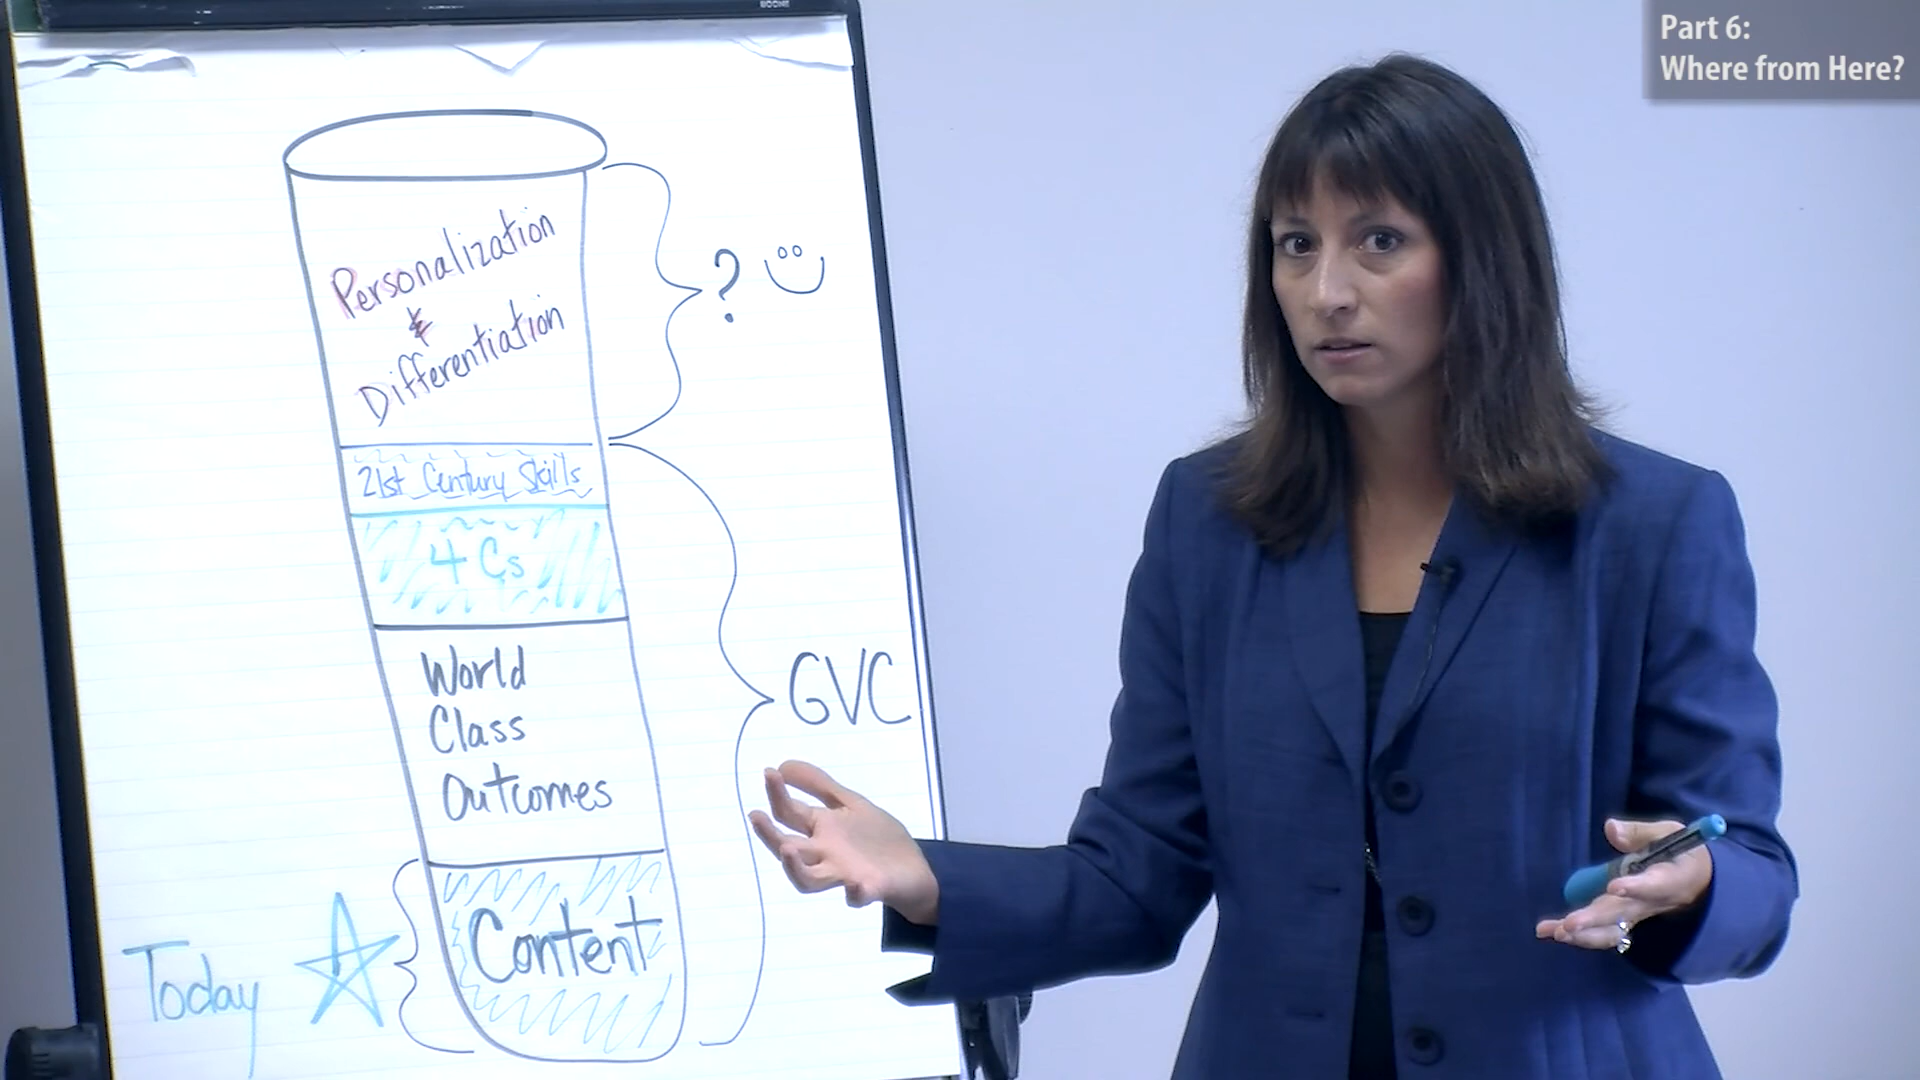 Part 6:
Where from Here?
Personalization
&
Differentiation
? 
21st Century Skills
4 Cs
World
Class
Outcomes
GVC
Content
Today